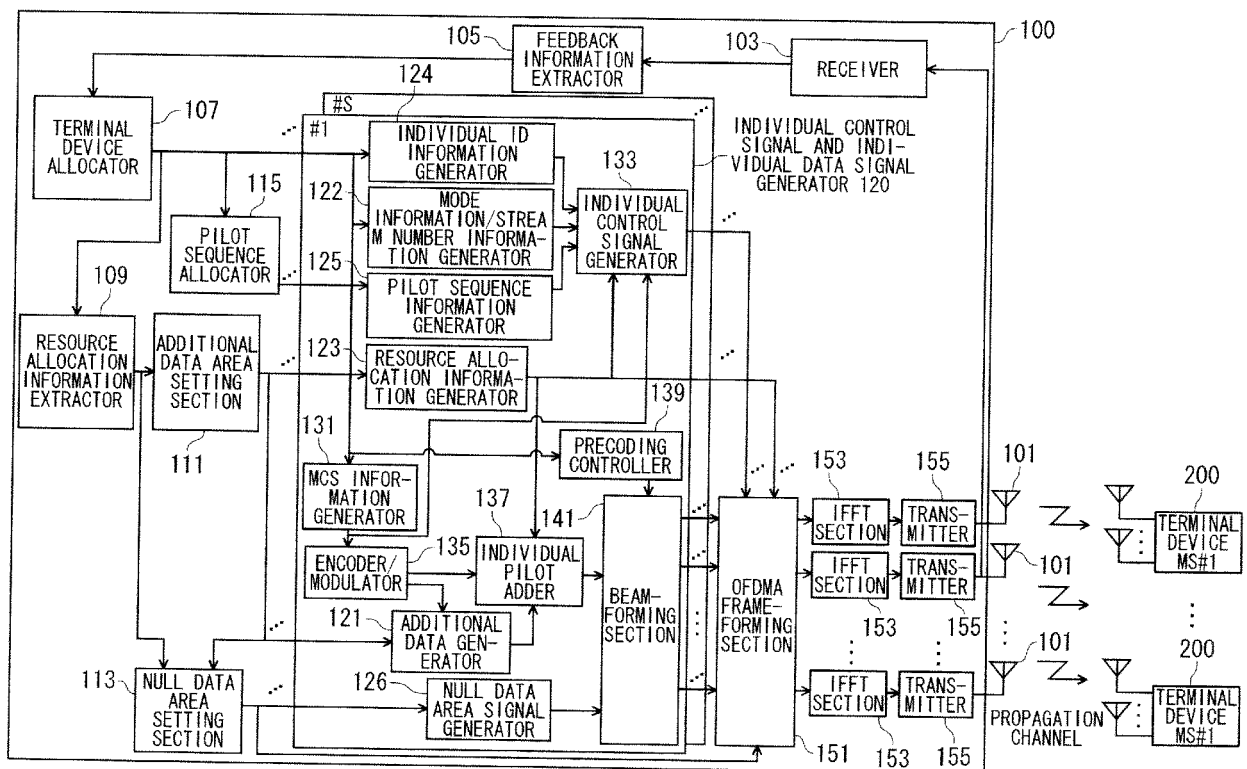 105
FEEDBACK
INFORMATION
EXTRACTOR
103
RECEIVER
100
107
TERMINAL
DEVICE
ALLOCATOR
#S
#1
124
INDIVIDUAL ID
INFORMATION
GENERATOR
INDIVIDUAL CONTROL
SIGNAL AND INDI-
VIDUAL DATA SIGNAL
GENERATOR 120
115
PILOT
SEQUENCE
ALLOCATOR
122
MODE
INFORMATION/STREA
M NUMBER INFORMA-
TION GENERATOR
133
INDIVIDUAL
CONTROL
SIGNAL
GENERATOR
125
PILOT SEQUENCE
INFORMATION
GENERATOR
109
RESOURCE
ALLOCATION
INFORMATION
EXTRACTOR
ADDITIONAL
DATA AREA
SETTING
SECTION
111
123
RESOURCE ALLO-
CATION INFORMA-
TION GENERATOR
139
PRECODING
CONTROLLER
131
MCS INFOR-
MATION
GENERATOR
137
INDIVIDUAL
PILOT
ADDER
141
BEAM-
FORMING
SECTION
135
ENCODER/
MODULATOR
121
ADDITIONAL
DATA GEN-
ERATOR
113
NULL DATA
AREA
SETTING
SECTION
126
NULL DATA
AREA SIGNAL
GENERATOR
OFDMA
FRAME-
FORMING
SECTION
151
153
IFFT
SECTION
155
TRANS-
MITTER
101
200
TERMINAL
DEVICE
MS#1
IFFT
SECTION
153
TRANS-
MITTER
155
101
IFFT
SECTION
153
TRANS-
MITTER
155
101
PROPAGATION
CHANNEL
200
TERMINAL
DEVICE
MS#1